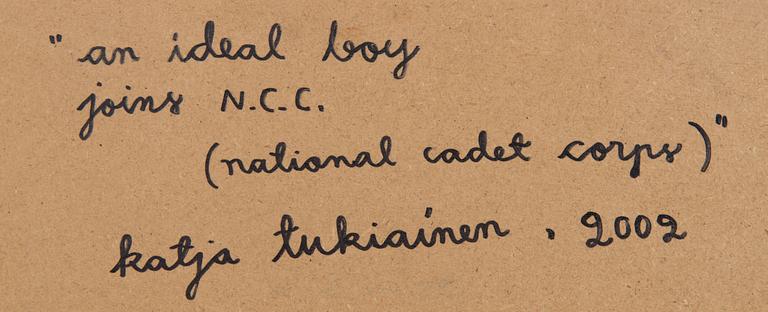 "an ideal boy
joins N.C.C.
(national cadet corps)"
katja tukiainen . 2002